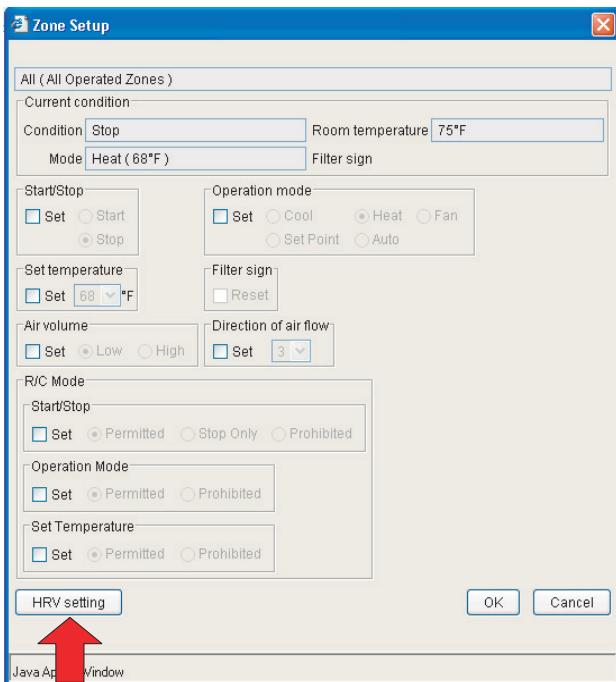 Zone Setup
All ( All Operated Zones )
Current condition
Condition Stop Room temperature 75°F
Mode Heat ( 68°F ) Filter sign
Start/Stop Operation mode
Set Start Set Cool Heat Fan
Stop Set Point Auto
Set temperature Filter sign
Set 68 °F Reset
Air volume Direction of air flow
Set Low High Set 3
R/C Mode
Start/Stop
Set Permitted Stop Only Prohibited
Operation Mode
Set Permitted Prohibited
Set Temperature
Set Permitted Prohibited
HRV setting OK Cancel
Java Window